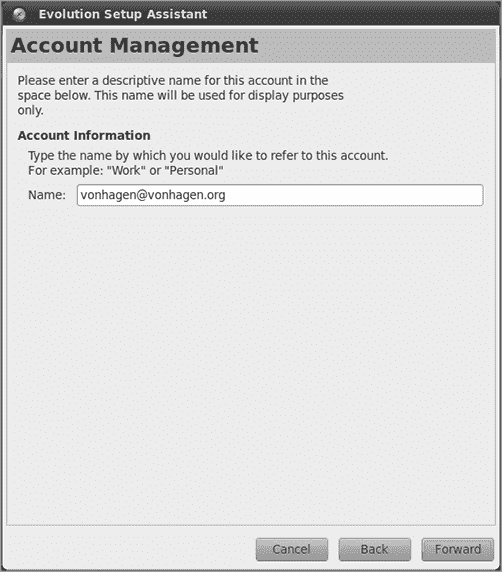 Evolution Setup Assistant
Account Management
Please enter a descriptive name for this account in the
space below. This name will be used for display purposes
only.
Account Information
Type the name by which you would like to refer to this account.
For example: "Work" or "Personal"
Name: vonhagen@vonhagen.org
Cancel Back Forward